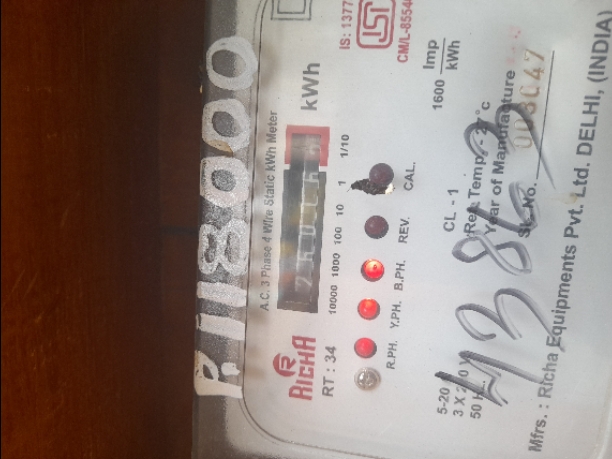 P.118000
A.C. 3 Phase 4 Wire Static kWh Meter
kWh
10000 1000 100 10 1 1/10
RICHA
RT : 34
R.PH. Y.PH. B.PH. REV. CAL.
IS: 1377
CM/L-8554
1600 Imp/kWh
CL - 1
5-20
3 X
50 H
Ref. Temp.
Year of Manufacture
Sr. No.
Mfrs. : Richa Equipments Pvt. Ltd. DELHI, (INDIA)